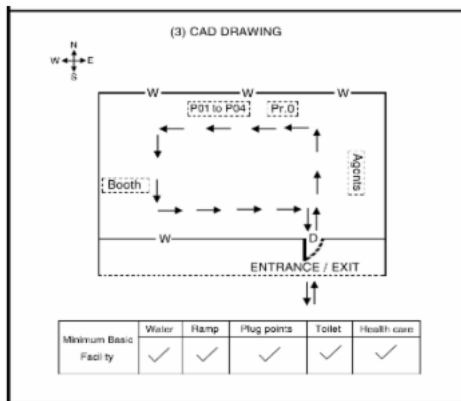 (3) CAD DRAWING
N
W E
S
W W W
P01 to P04 Pr.0
Agents
Booth
W D
ENTRANCE / EXIT
Minimum Basic Facility Water Ramp Plug points Toilet Health care